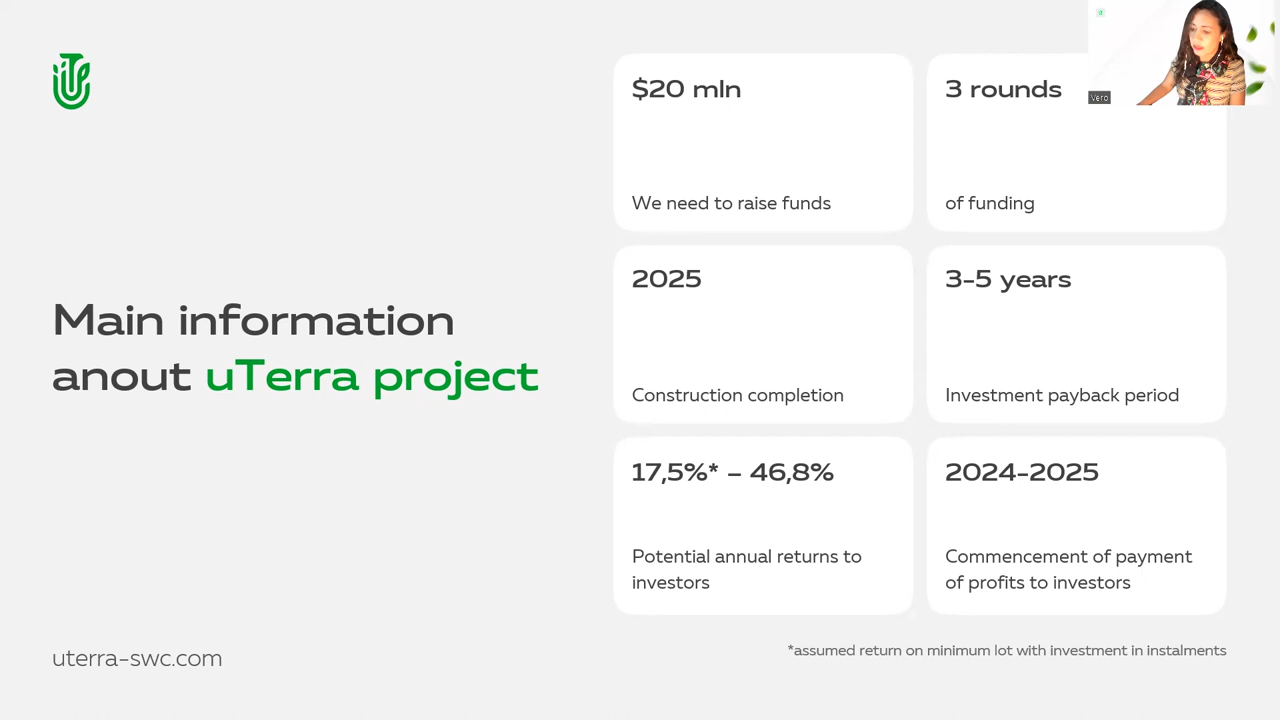 Main information
anout uTerra project
uterra-swc.com
$20 mln
We need to raise funds
3 rounds
of funding
2025
Construction completion
3-5 years
Investment payback period
17,5%* – 46,8%
Potential annual returns to
investors
2024-2025
Commencement of payment
of profits to investors
*assumed return on minimum lot with investment in instalments
Vero